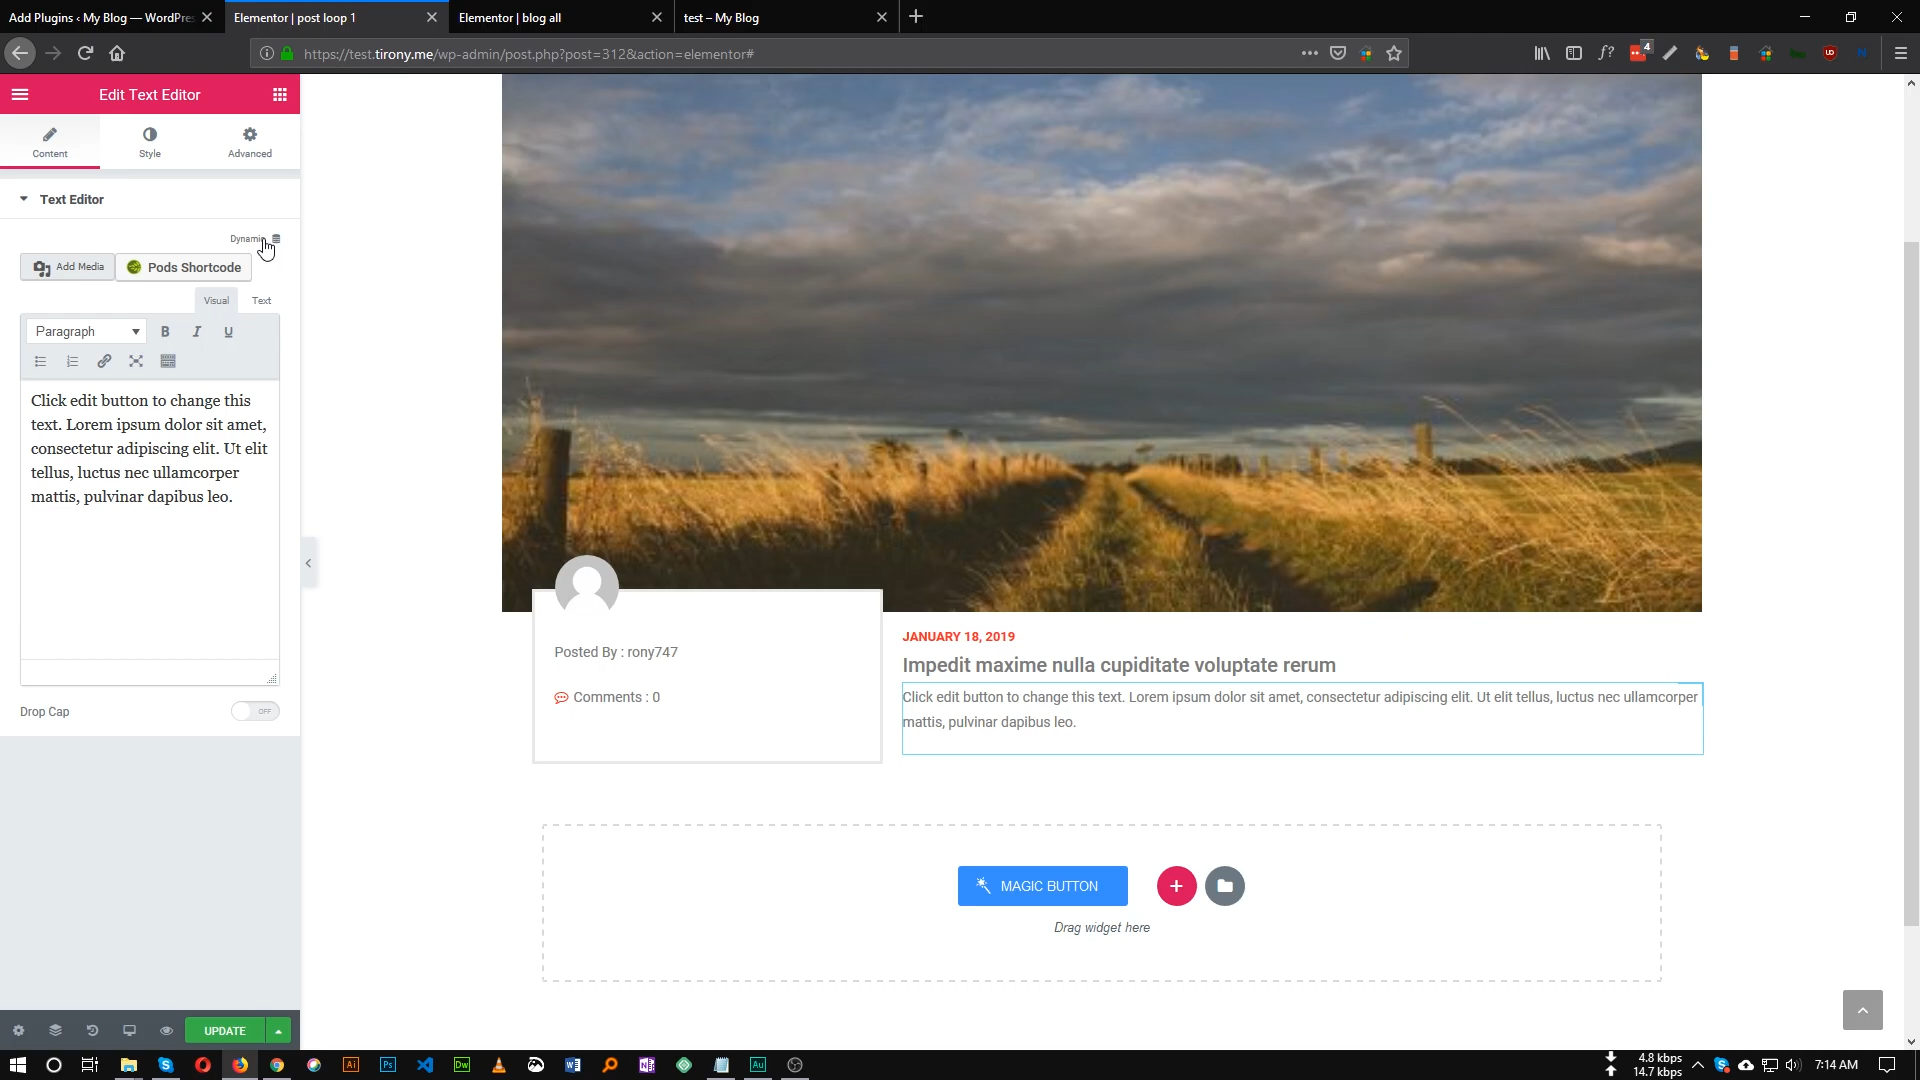 Add Plugins ‹ My Blog — WordPre
Elementor | post loop 1
Elementor | blog all
test – My Blog
https://test.tirony.me/wp-admin/post.php?post=312&action=elementor#
4
Edit Text Editor
Content
Style
Advanced
Text Editor
Dynamic
Add Media
Pods Shortcode
Visual
Text
Paragraph
B I U
Click edit button to change this
text. Lorem ipsum dolor sit amet,
consectetur adipiscing elit. Ut elit
tellus, luctus nec ullamcorper
mattis, pulvinar dapibus leo.
Drop Cap
OFF
UPDATE
Posted By : rony747
Comments : 0
JANUARY 18, 2019
Impedit maxime nulla cupiditate voluptate rerum
Click edit button to change this text. Lorem ipsum dolor sit amet, consectetur adipiscing elit. Ut elit tellus, luctus nec ullamcorper
mattis, pulvinar dapibus leo.
MAGIC BUTTON
Drag widget here
Ai
Ps
Dw
Au
4.8 kbps
14.7 kbps
7:14 AM